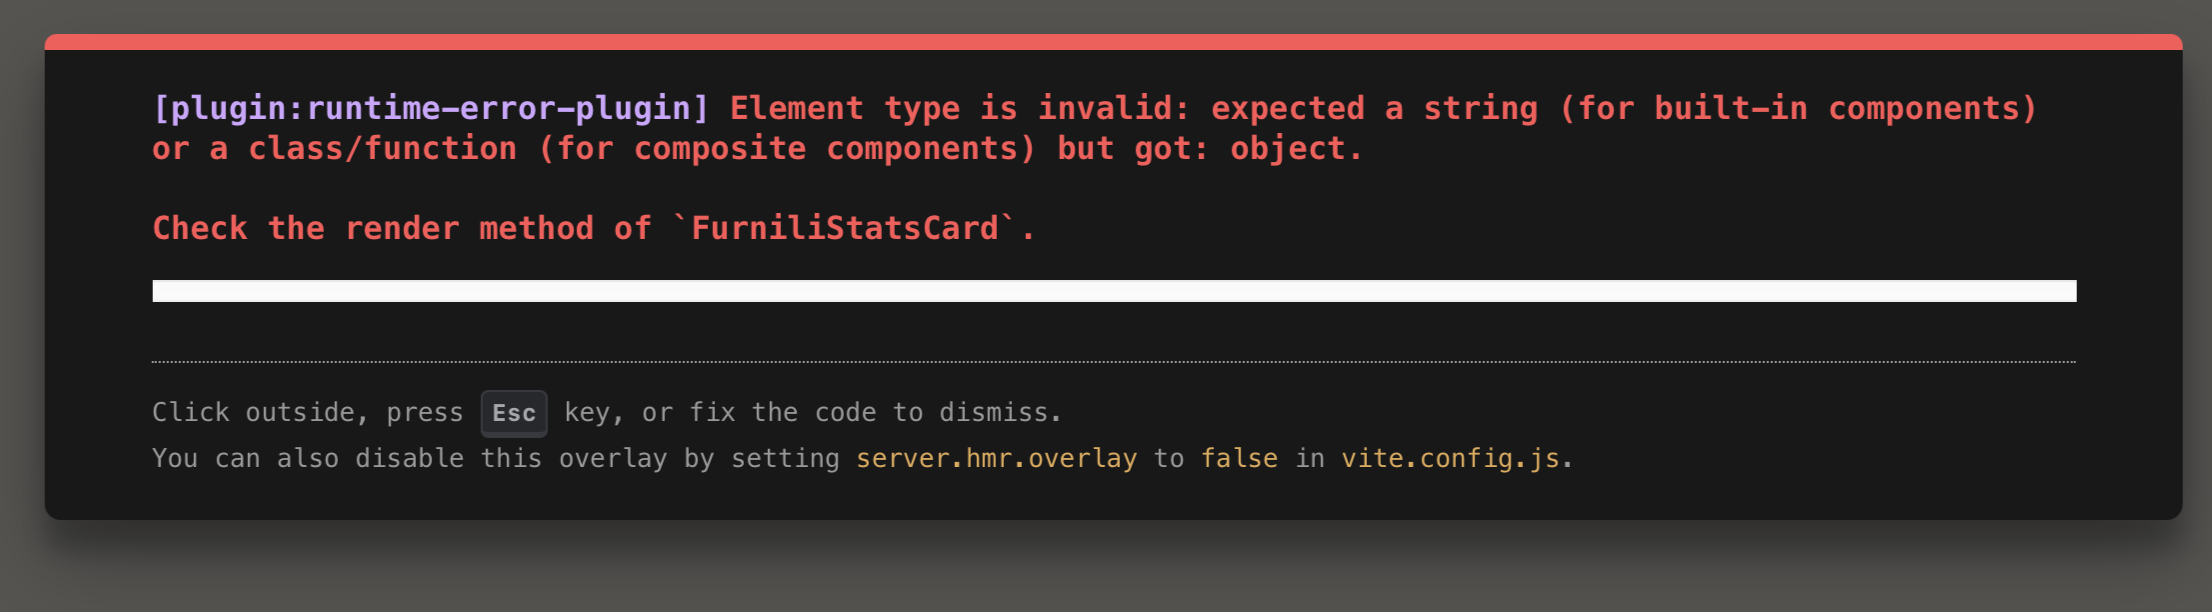 [plugin:runtime-error-plugin] Element type is invalid: expected a string (for built-in components)
or a class/function (for composite components) but got: object.
Check the render method of `FurniliStatsCard`.
Click outside, press Esc key, or fix the code to dismiss.
You can also disable this overlay by setting server.hmr.overlay to false in vite.config.js.